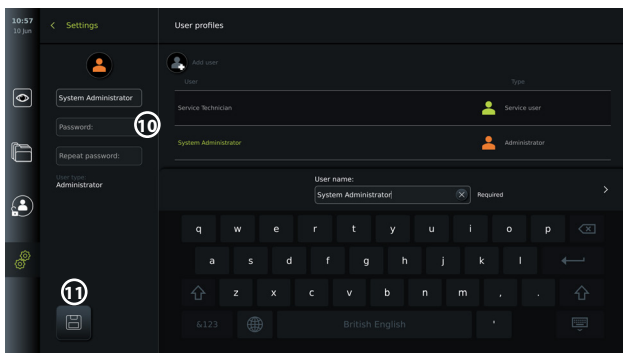 10:57
10 Jun
Settings
User profiles
Add user
User
Type
System Administrator
Service Technician
Service user
Password:
10
System Administrator
Administrator
Repeat password:
User type:
Administrator
User name:
System Administrator
Required
q w e r t y u i o p
a s d f g h j k l
z x c v b n m , .
&123
British English
'
11